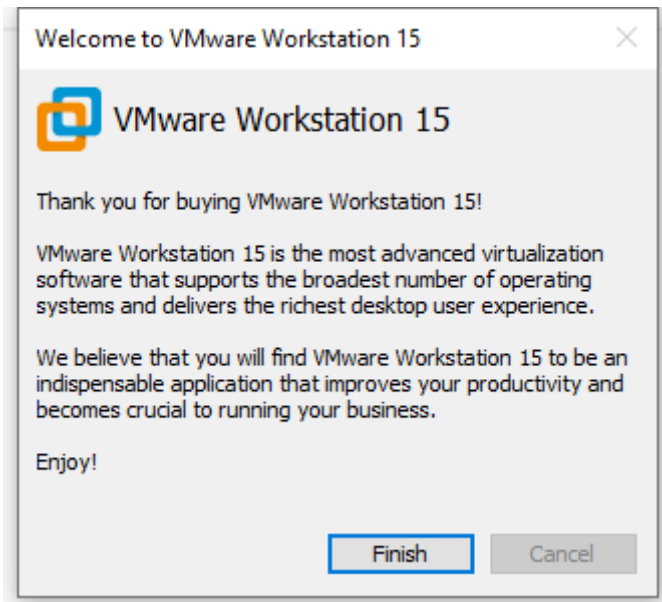 Welcome to VMware Workstation 15
VMware Workstation 15
Thank you for buying VMware Workstation 15!
VMware Workstation 15 is the most advanced virtualization
software that supports the broadest number of operating
systems and delivers the richest desktop user experience.
We believe that you will find VMware Workstation 15 to be an
indispensable application that improves your productivity and
becomes crucial to running your business.
Enjoy!
Finish Cancel